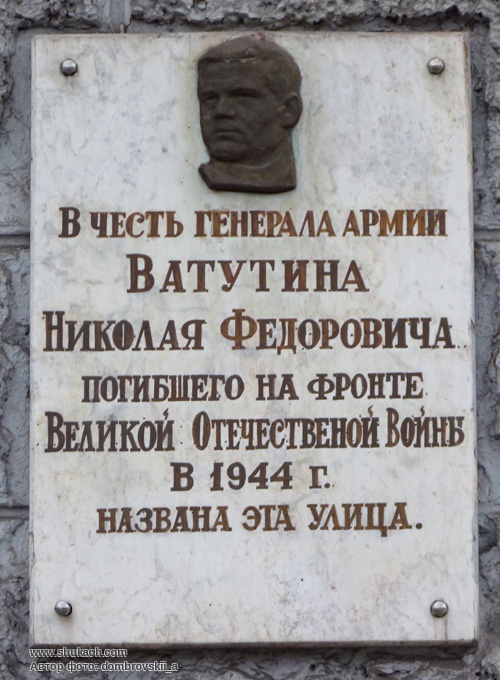 В ЧЕСТЬ ГЕНЕРАЛА АРМИИ
ВАТУТИНА
НИКОЛАЯ ФЕДОРОВИЧА
ПОГИБШЕГО НА ФРОНТЕ
ВЕЛИКОЙ ОТЕЧЕСТВЕНОЙ ВОЙНЫ
В 1944 Г.
НАЗВАНА ЭТА УЛИЦА.
www.shukach.com
Автор фото: dombrovskii_a